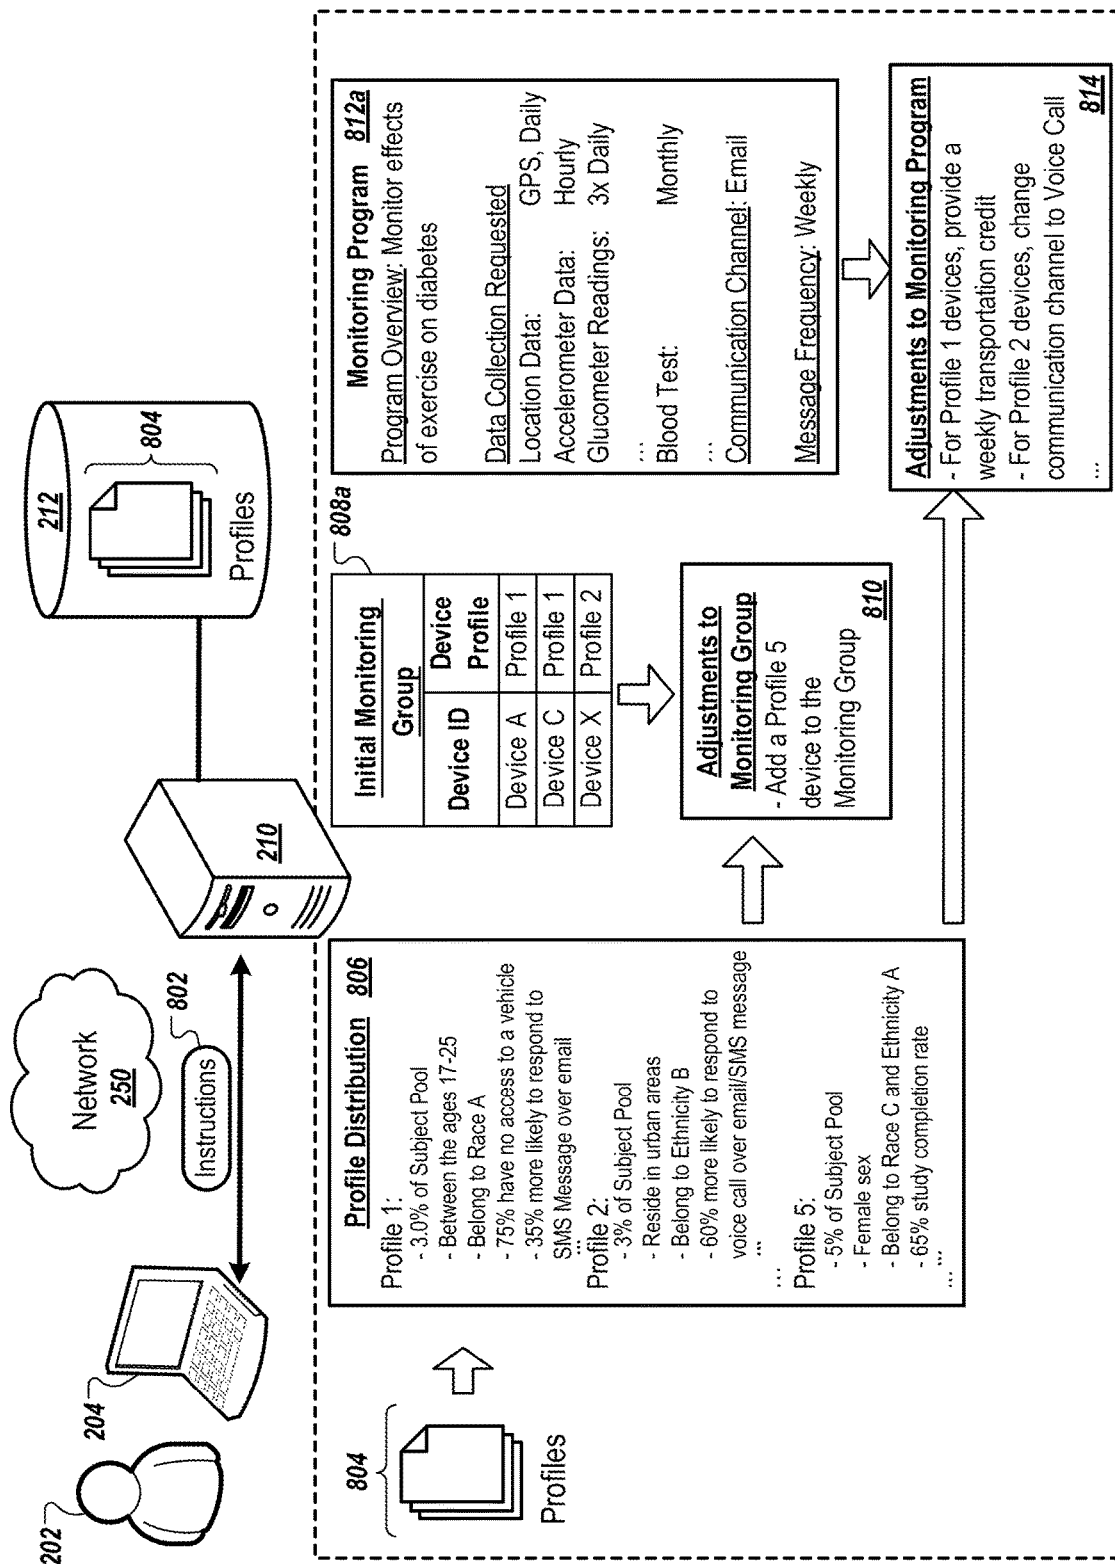 202
204
Network
250
802
Instructions
210
212
804
Profiles
804
Profiles
Profile Distribution 806
Profile 1:
- 3.0% of Subject Pool
- Between the ages 17-25
- Belong to Race A
- 75% have no access to a vehicle
- 35% more likely to respond to
SMS Message over email
...
Profile 2:
- 3% of Subject Pool
- Reside in urban areas
- Belong to Ethnicity B
- 60% more likely to respond to
voice call over email/SMS message
...
...
Profile 5:
- 5% of Subject Pool
- Female sex
- Belong to Race C and Ethnicity A
- 65% study completion rate
...
...
808a
Initial Monitoring
Group
Device ID Device
Profile
Device A Profile 1
Device C Profile 1
Device X Profile 2
Adjustments to
Monitoring Group
- Add a Profile 5
device to the
Monitoring Group
810
Monitoring Program 812a
Program Overview: Monitor effects
of exercise on diabetes
Data Collection Requested
Location Data: GPS, Daily
Accelerometer Data: Hourly
Glucometer Readings: 3x Daily
...
Blood Test: Monthly
...
Communication Channel: Email
Message Frequency: Weekly
Adjustments to Monitoring Program
- For Profile 1 devices, provide a
weekly transportation credit
- For Profile 2 devices, change
communication channel to Voice Call
...
814